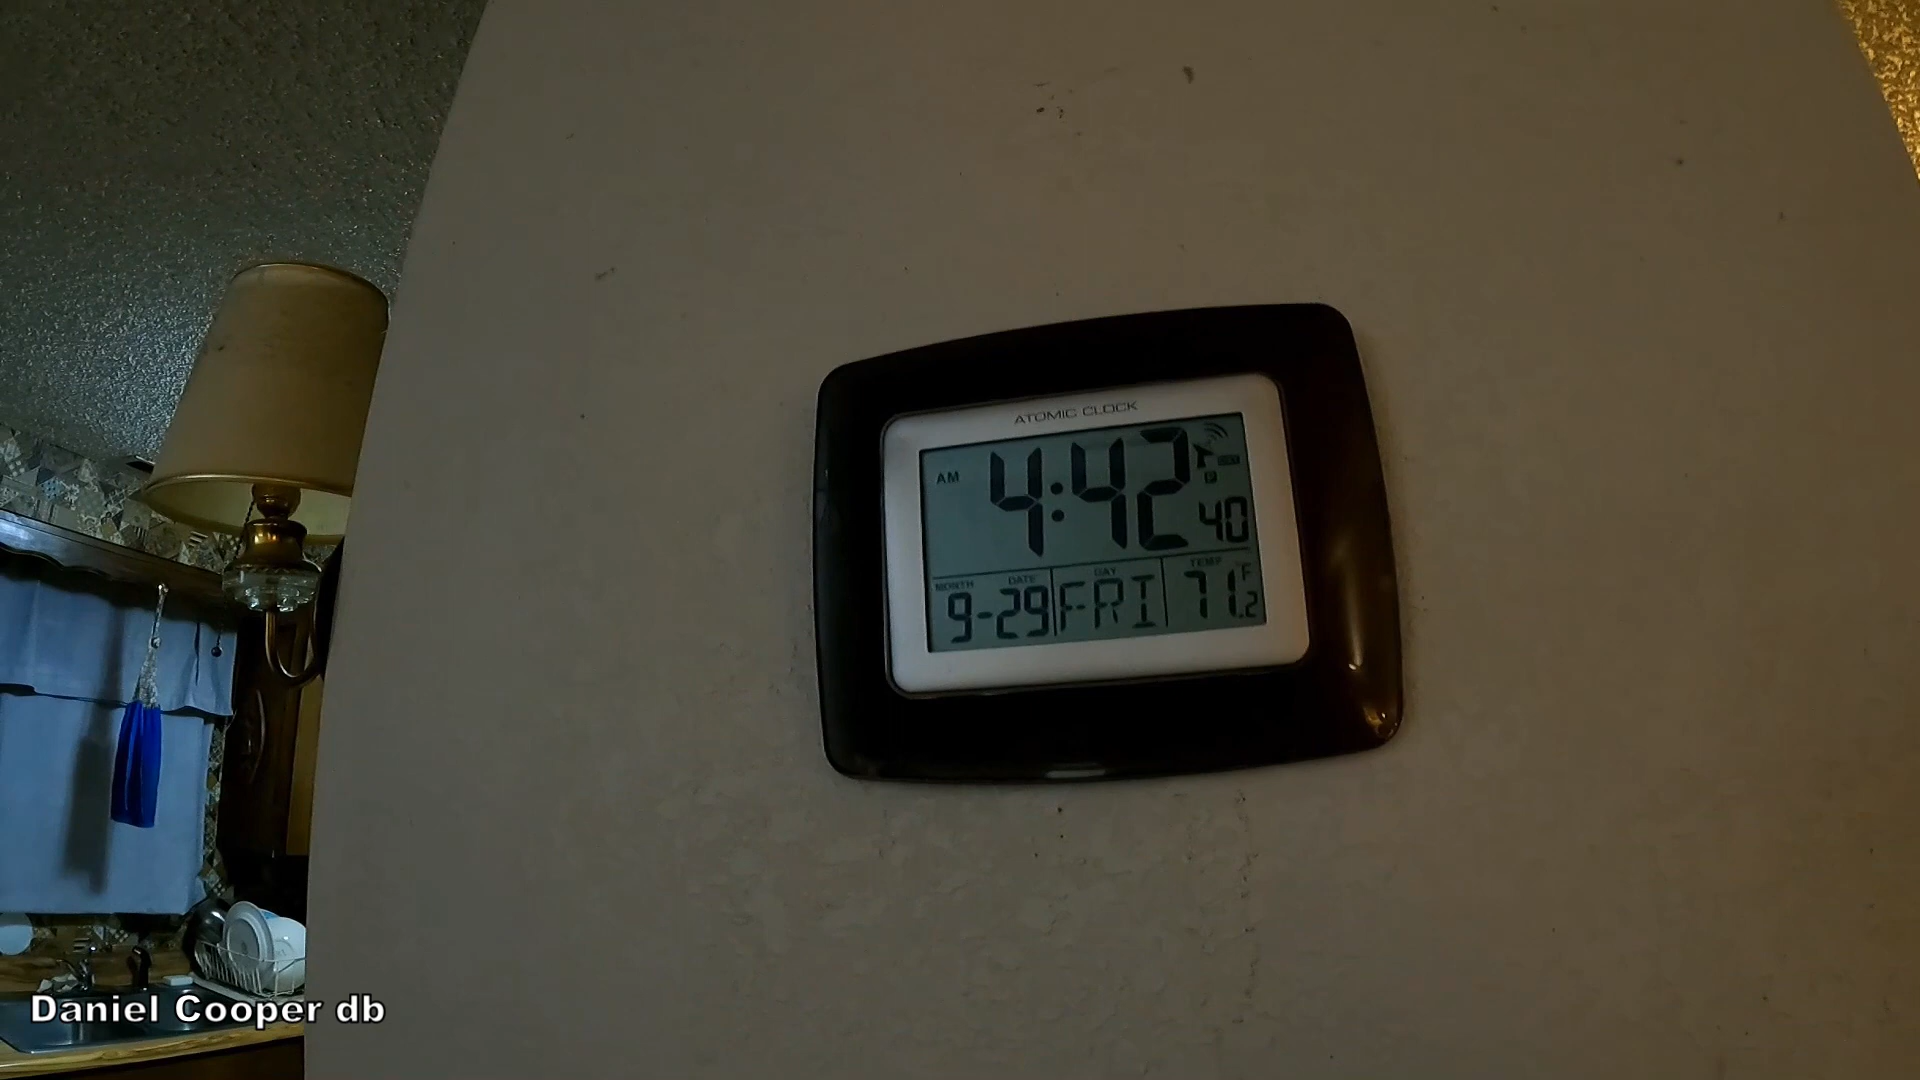 ATOMIC CLOCK
AM 4:42 40
MONTH DATE DAY TEMP
9-29 FRI 71.2 °F
Daniel Cooper db